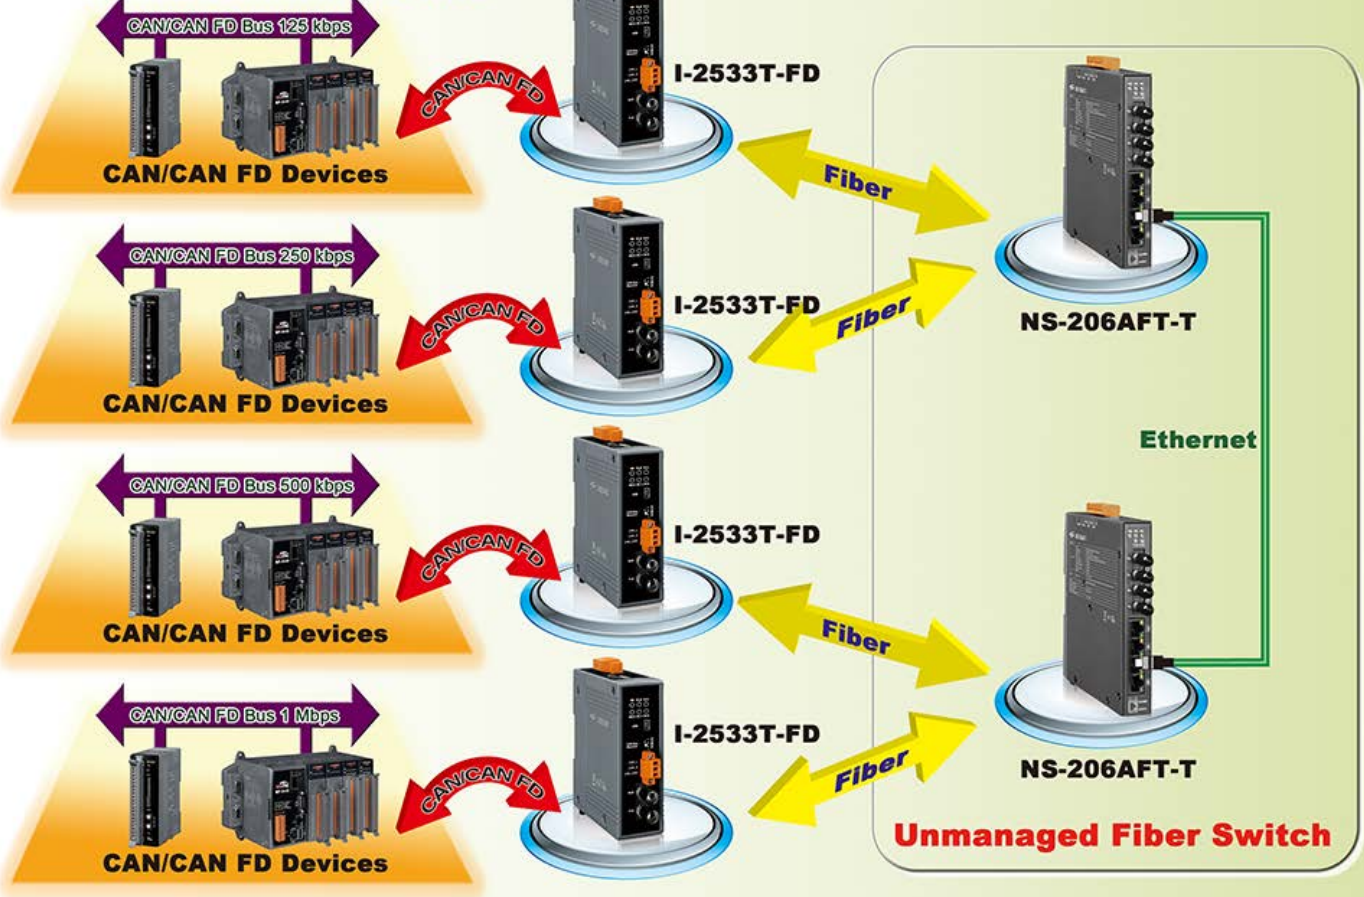 CAN/CAN FD Bus 125 kbps
CAN/CAN FD
I-2533T-FD
CAN/CAN FD Devices
Fiber
NS-206AFT-T
CAN/CAN FD Bus 250 kbps
CAN/CAN FD
I-2533T-FD
Fiber
CAN/CAN FD Devices
Ethernet
CAN/CAN FD Bus 500 kbps
CAN/CAN FD
I-2533T-FD
CAN/CAN FD Devices
Fiber
CAN/CAN FD Bus 1 Mbps
CAN/CAN FD
I-2533T-FD
Fiber
NS-206AFT-T
CAN/CAN FD Devices
Unmanaged Fiber Switch